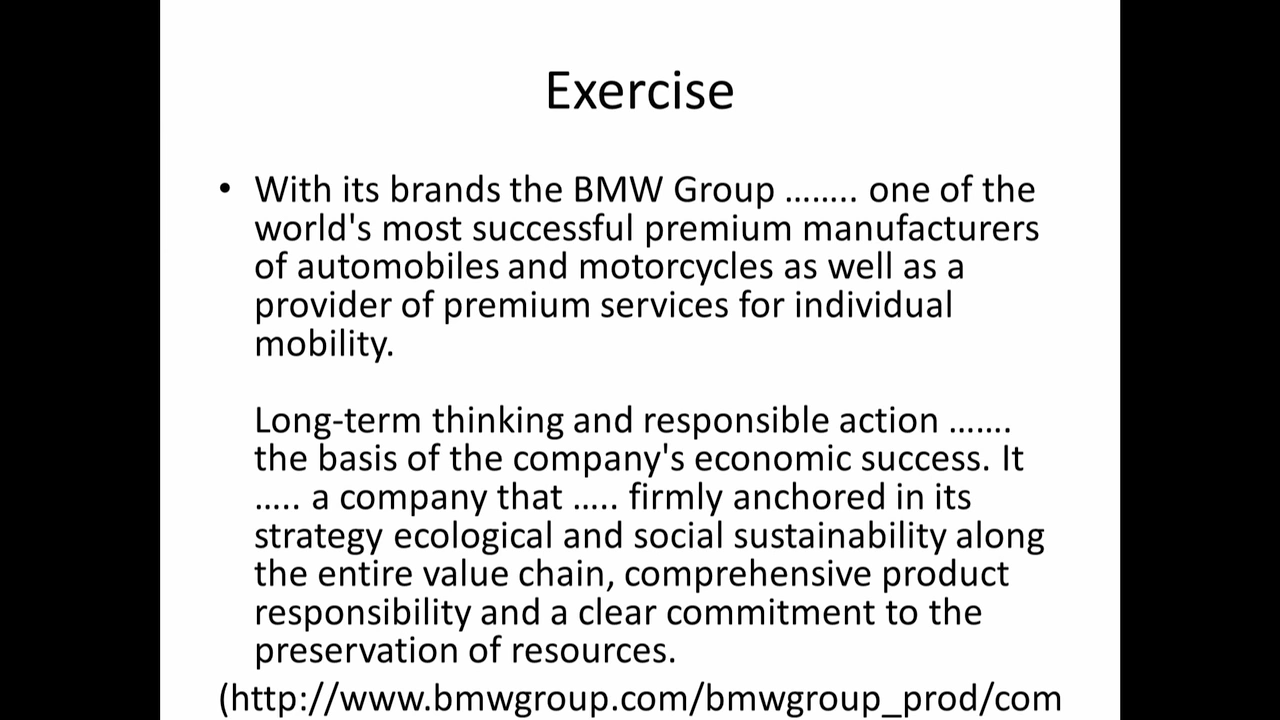 Exercise
• With its brands the BMW Group …….. one of the
world's most successful premium manufacturers
of automobiles and motorcycles as well as a
provider of premium services for individual
mobility.
Long-term thinking and responsible action …….
the basis of the company's economic success. It
….. a company that ….. firmly anchored in its
strategy ecological and social sustainability along
the entire value chain, comprehensive product
responsibility and a clear commitment to the
preservation of resources.
(http://www.bmwgroup.com/bmwgroup_prod/com